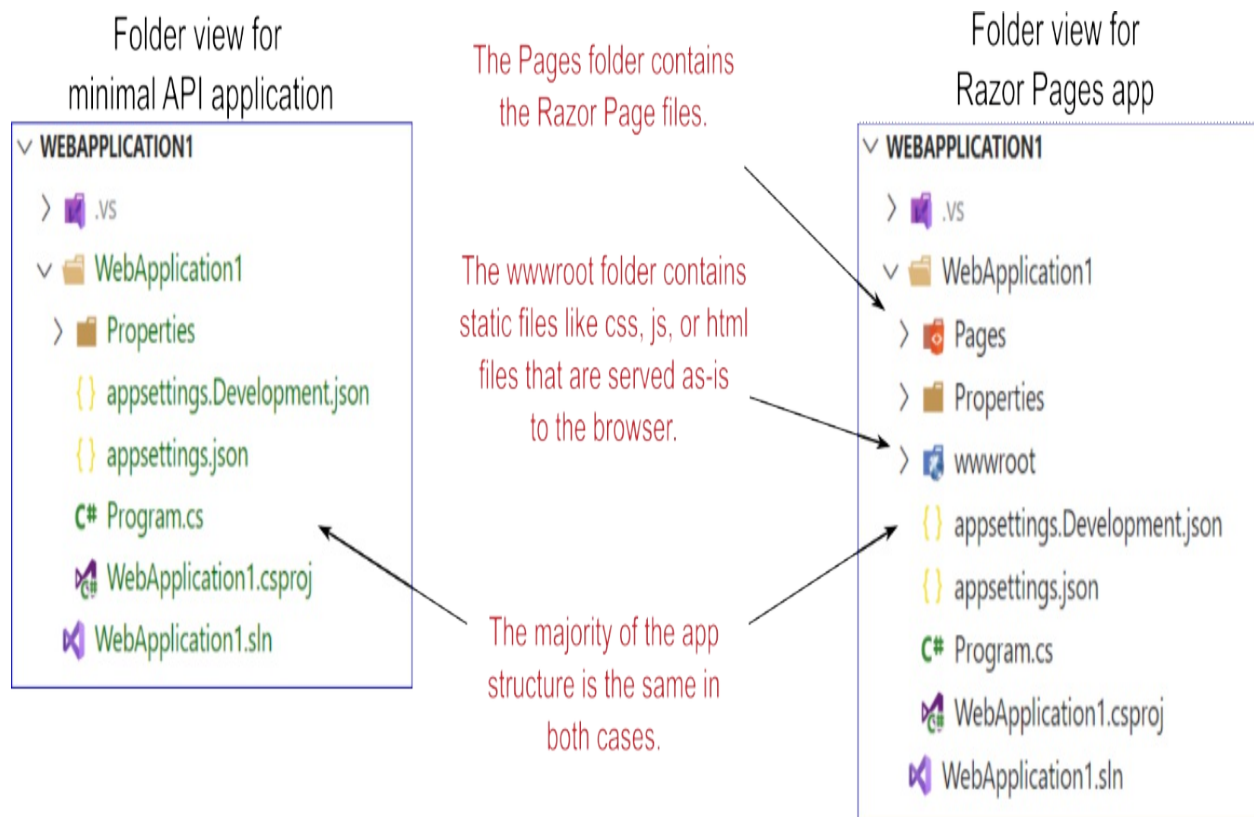 Folder view for
minimal API application
WEBAPPLICATION1
.vs
WebApplication1
Properties
{} appsettings.Development.json
{} appsettings.json
C# Program.cs
WebApplication1.csproj
WebApplication1.sln
The Pages folder contains
the Razor Page files.
The wwwroot folder contains
static files like css, js, or html
files that are served as-is
to the browser.
The majority of the app
structure is the same in
both cases.
Folder view for
Razor Pages app
WEBAPPLICATION1
.vs
WebApplication1
Pages
Properties
wwwroot
{} appsettings.Development.json
{} appsettings.json
C# Program.cs
WebApplication1.csproj
WebApplication1.sln